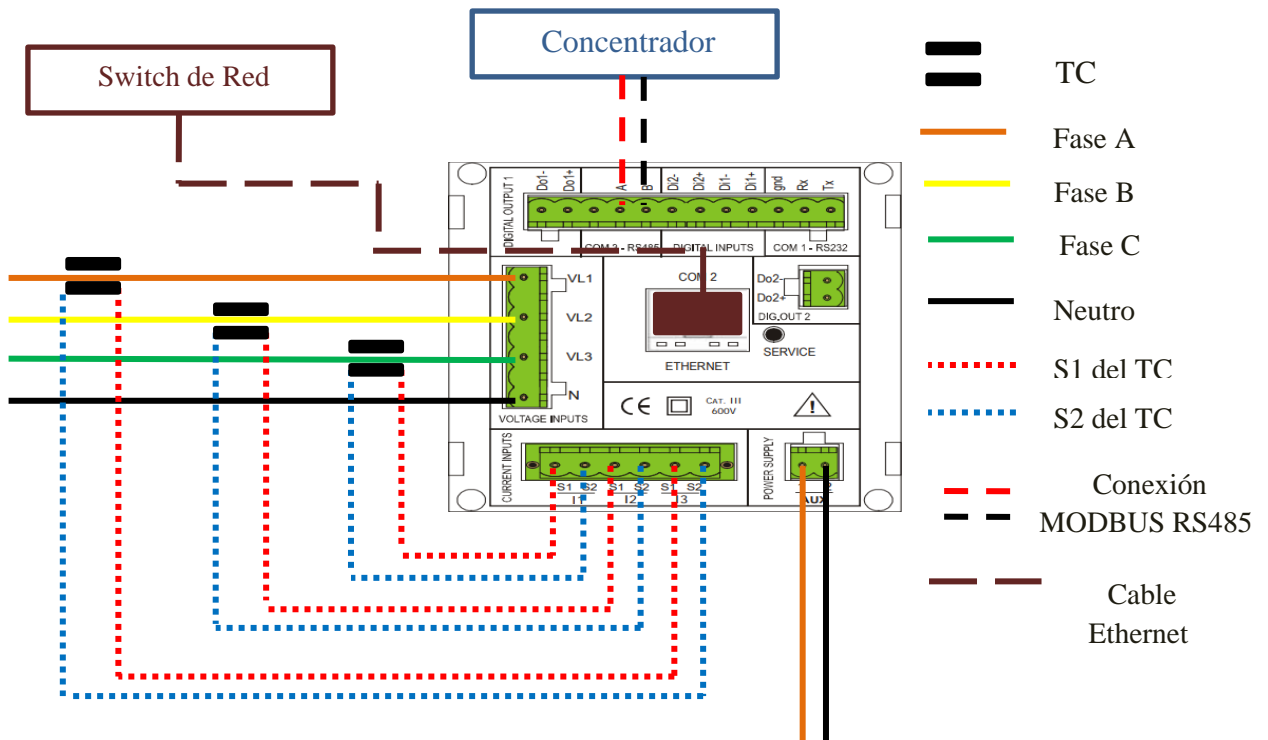 Concentrador
Switch de Red
TC
Fase A
Fase B
Fase C
Neutro
S1 del TC
S2 del TC
Conexión
MODBUS RS485
Cable
Ethernet
DIGITAL OUTPUT 1
Do1-
Do1+
A
B
Di2-
Di2+
Di1-
Di1+
gnd
Rx
Tx
COM 3 - RS485
DIGITAL INPUTS
COM 1 - RS232
VL1
VL2
VL3
N
VOLTAGE INPUTS
COM 2
ETHERNET
Do2-
Do2+
DIG.OUT 2
SERVICE
CE
CAT. III
600V
!
CURRENT INPUTS
S1 S2 S1 S2 S1 S2
I1 I2 I3
POWER SUPPLY
AUX